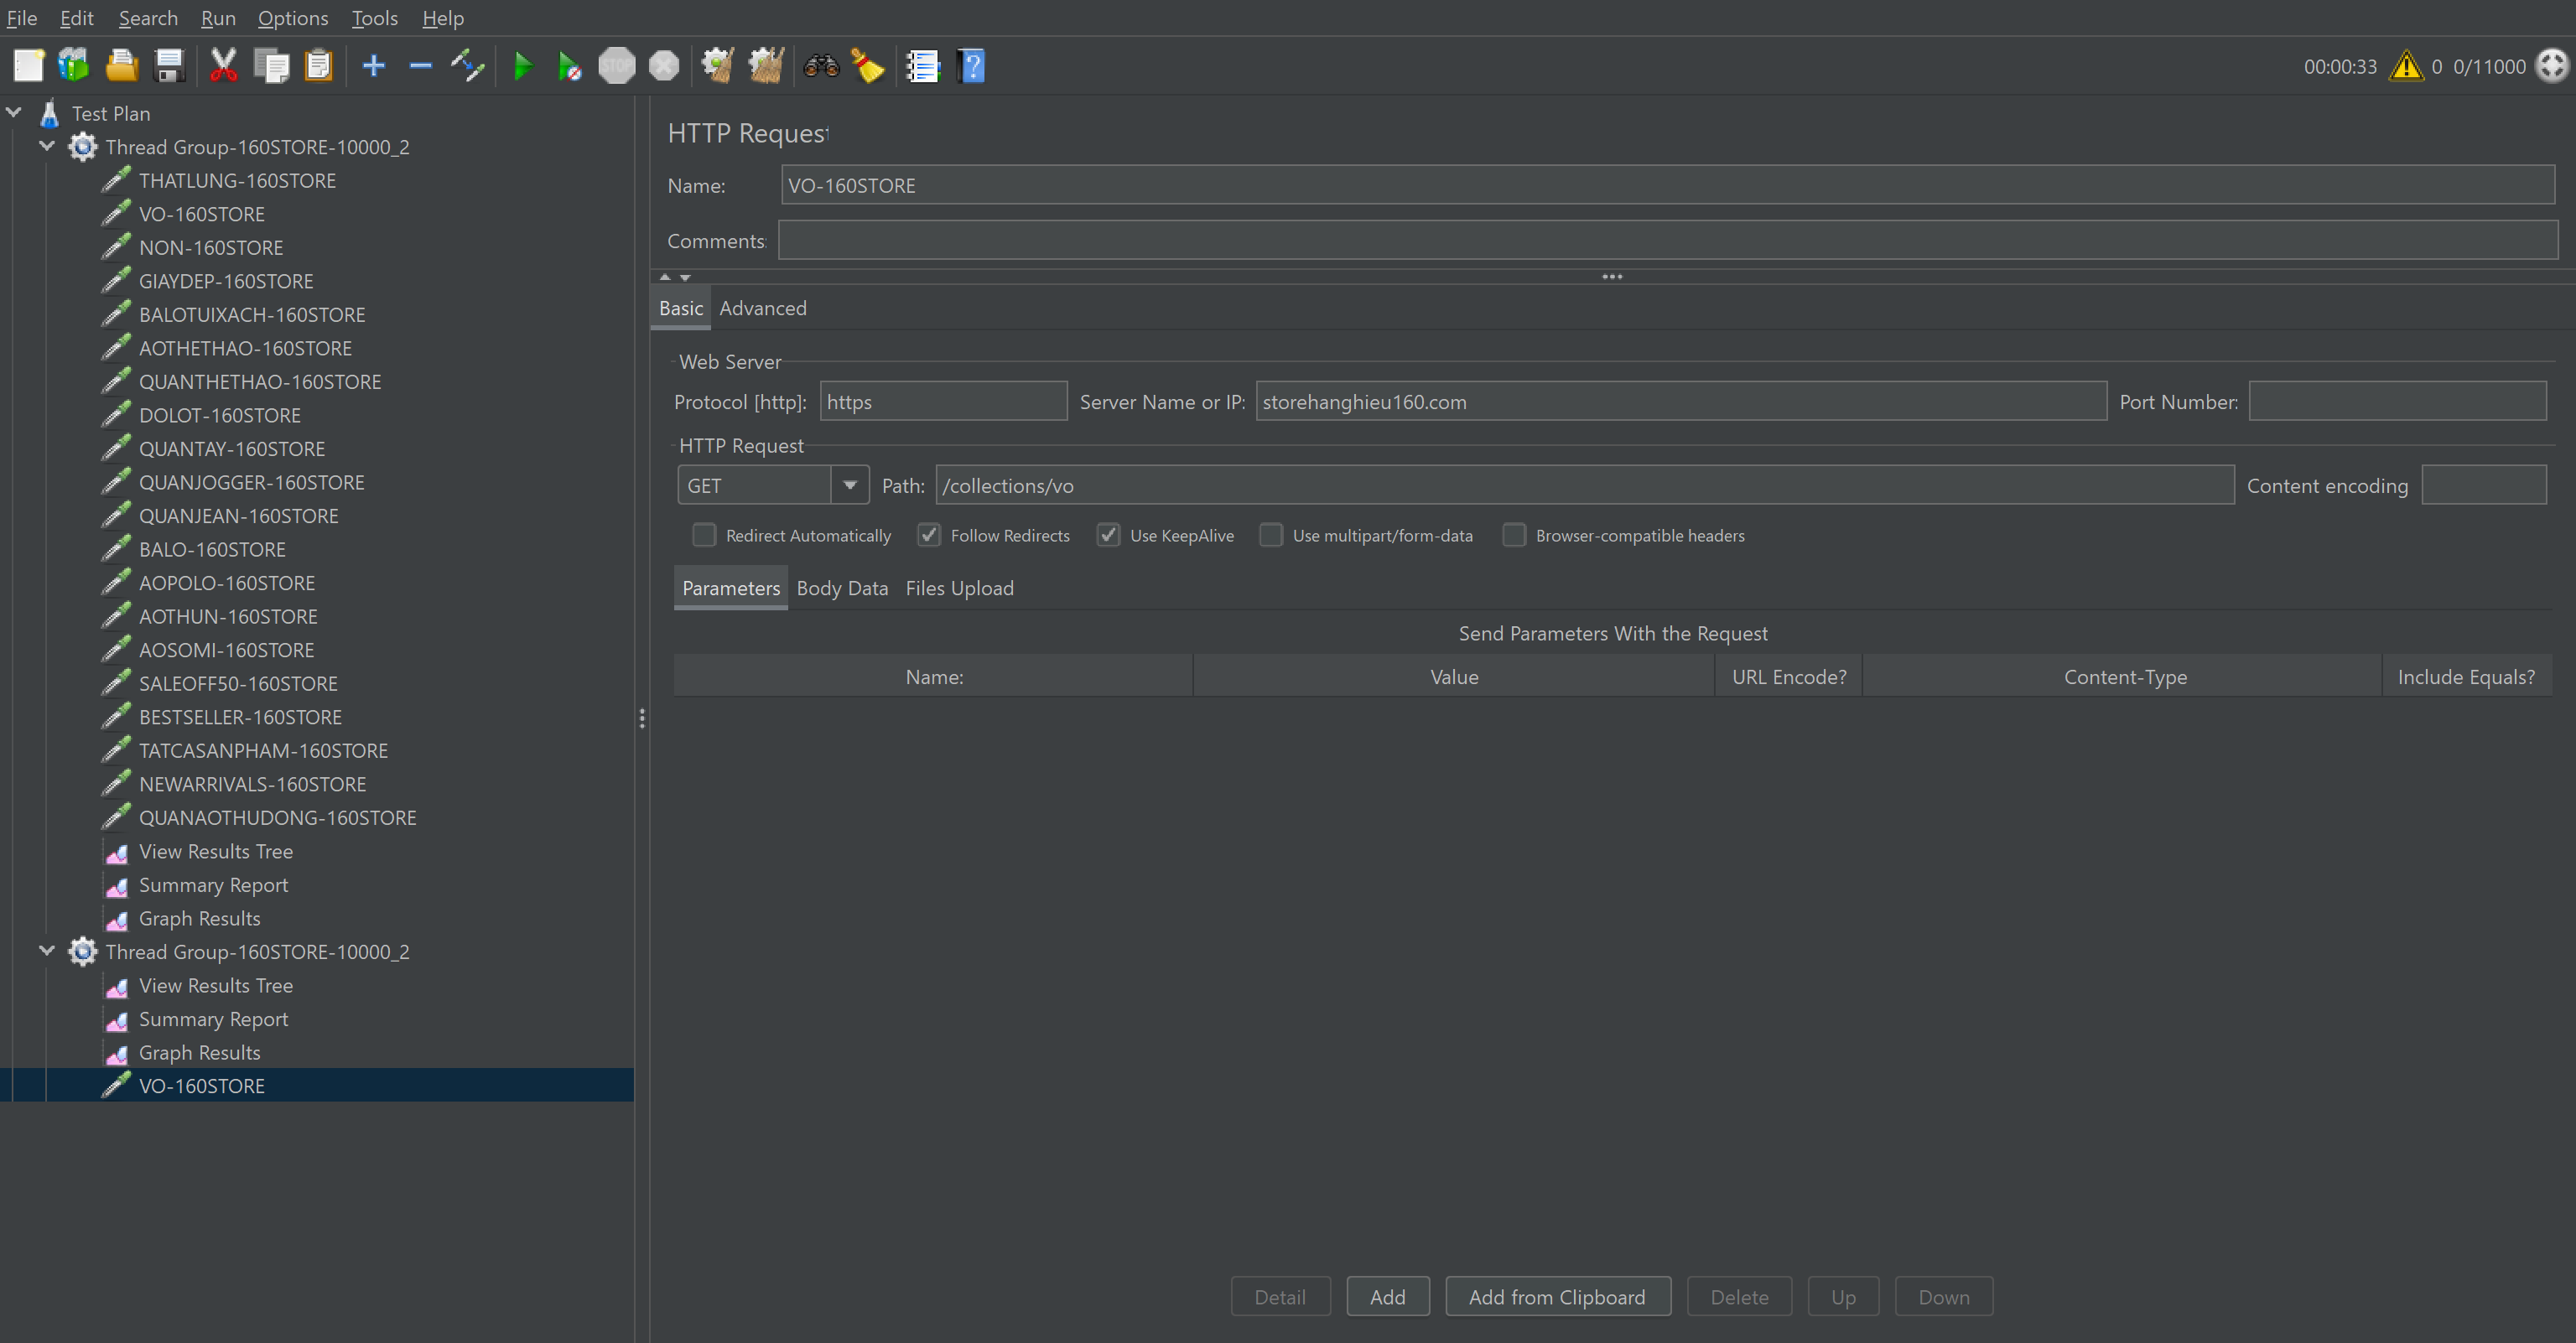 File Edit Search Run Options Tools Help
STOP
00:00:33 0 0/11000
Test Plan
Thread Group-160STORE-10000_2
THATLUNG-160STORE
VO-160STORE
NON-160STORE
GIAYDEP-160STORE
BALOTUIXACH-160STORE
AOTHETHAO-160STORE
QUANTHETHAO-160STORE
DOLOT-160STORE
QUANTAY-160STORE
QUANJOGGER-160STORE
QUANJEAN-160STORE
BALO-160STORE
AOPOLO-160STORE
AOTHUN-160STORE
AOSOMI-160STORE
SALEOFF50-160STORE
BESTSELLER-160STORE
TATCASANPHAM-160STORE
NEWARRIVALS-160STORE
QUANAOTHUDONG-160STORE
View Results Tree
Summary Report
Graph Results
Thread Group-160STORE-10000_2
View Results Tree
Summary Report
Graph Results
VO-160STORE
HTTP Request
Name: VO-160STORE
Comments:
Basic Advanced
Web Server
Protocol [http]: https Server Name or IP: storehanghieu160.com Port Number:
HTTP Request
GET Path: /collections/vo Content encoding
Redirect Automatically Follow Redirects Use KeepAlive Use multipart/form-data Browser-compatible headers
Parameters Body Data Files Upload
Send Parameters With the Request
Name: Value URL Encode? Content-Type Include Equals?
Detail Add Add from Clipboard Delete Up Down